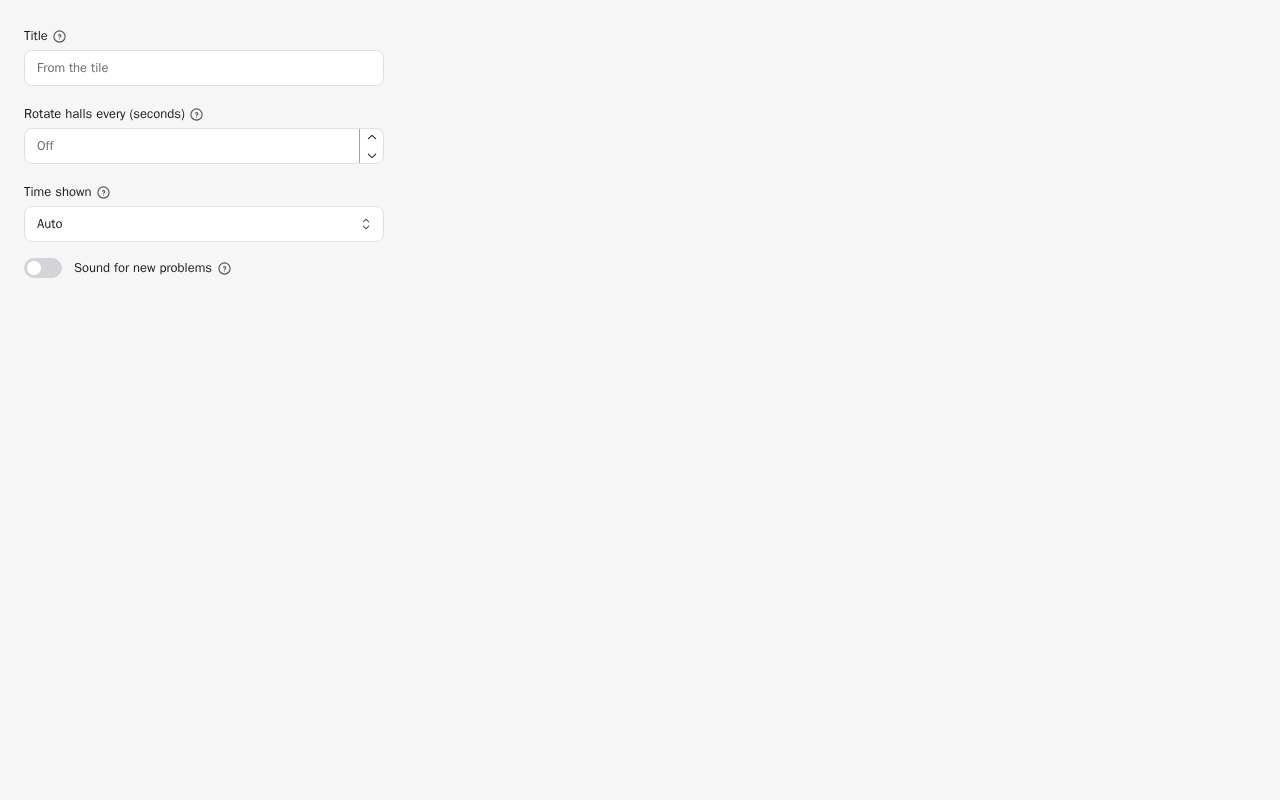 Title
From the tile
Rotate halls every (seconds)
Off
Time shown
Auto
Sound for new problems